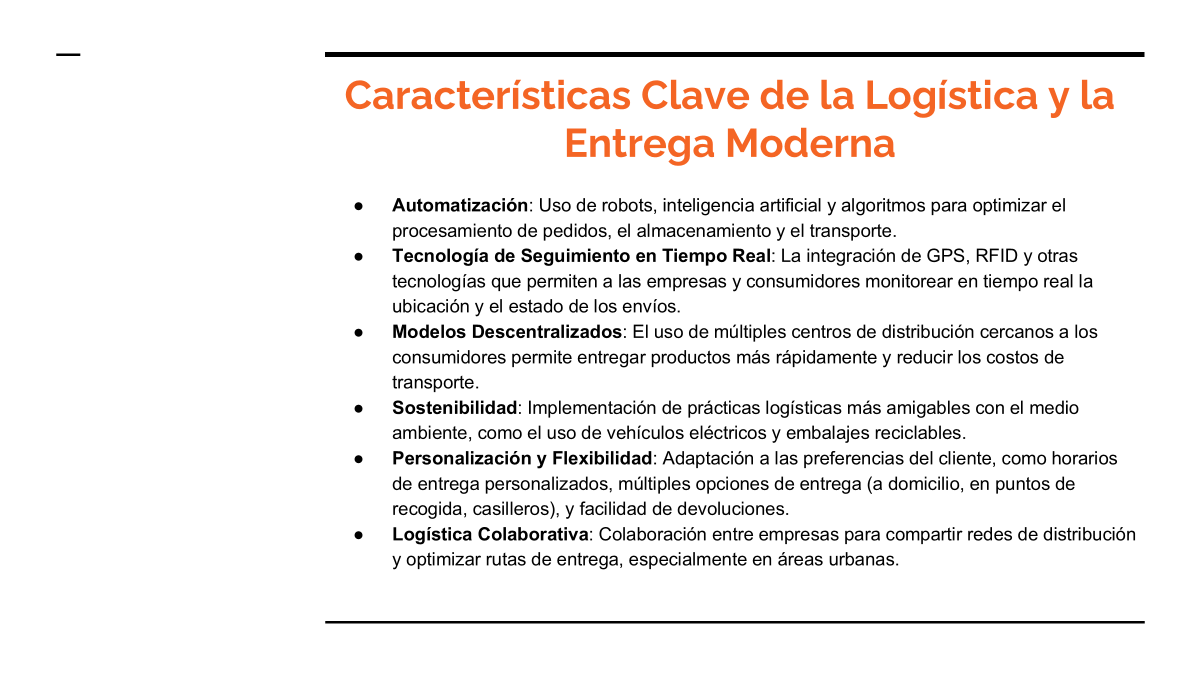 Características Clave de la Logística y la
Entrega Moderna
● Automatización: Uso de robots, inteligencia artificial y algoritmos para optimizar el
procesamiento de pedidos, el almacenamiento y el transporte.
● Tecnología de Seguimiento en Tiempo Real: La integración de GPS, RFID y otras
tecnologías que permiten a las empresas y consumidores monitorear en tiempo real la
ubicación y el estado de los envíos.
● Modelos Descentralizados: El uso de múltiples centros de distribución cercanos a los
consumidores permite entregar productos más rápidamente y reducir los costos de
transporte.
● Sostenibilidad: Implementación de prácticas logísticas más amigables con el medio
ambiente, como el uso de vehículos eléctricos y embalajes reciclables.
● Personalización y Flexibilidad: Adaptación a las preferencias del cliente, como horarios
de entrega personalizados, múltiples opciones de entrega (a domicilio, en puntos de
recogida, casilleros), y facilidad de devoluciones.
● Logística Colaborativa: Colaboración entre empresas para compartir redes de distribución
y optimizar rutas de entrega, especialmente en áreas urbanas.